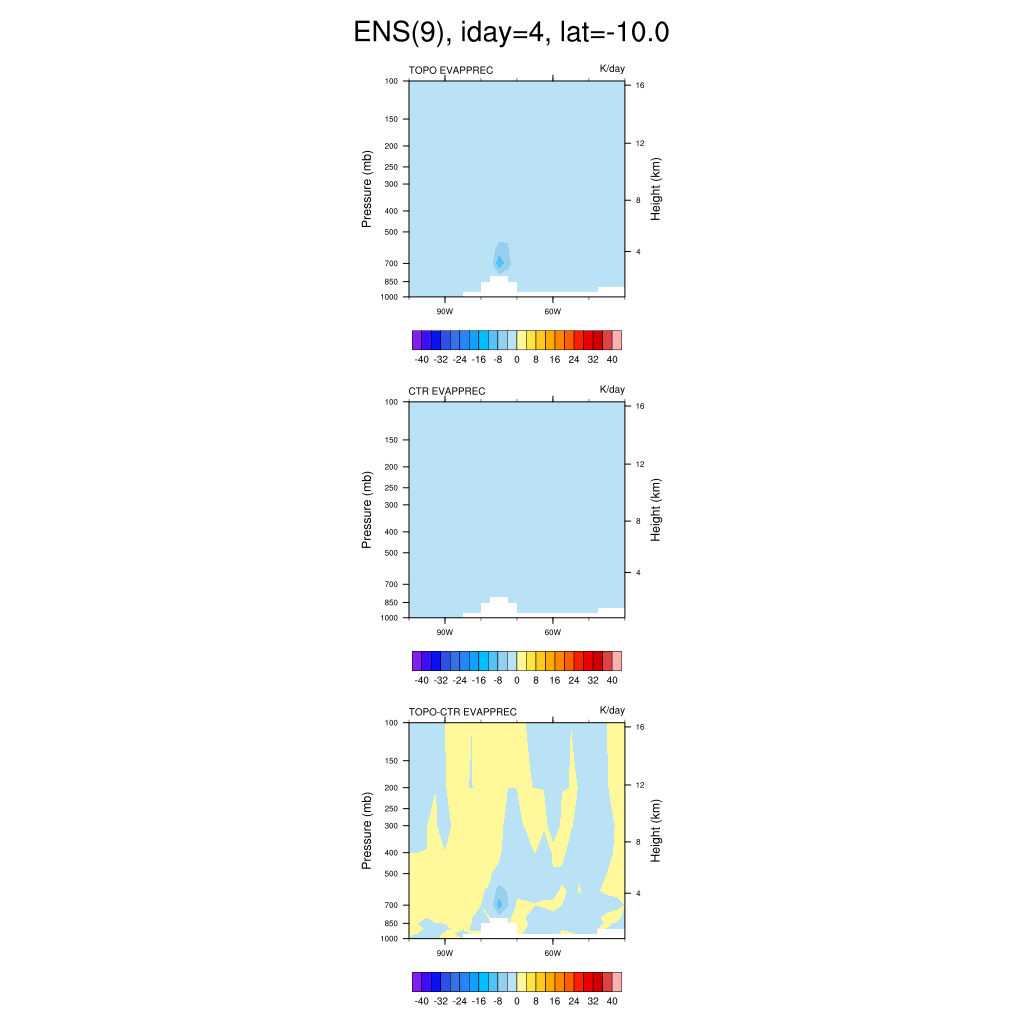 ENS(9), iday=4, lat=-10.0
TOPO EVAPPREC K/day
100
150
200
250
300
400
500
700
850
1000
Pressure (mb)
16
12
8
4
Height (km)
90W 60W
-40 -32 -24 -16 -8 0 8 16 24 32 40
CTR EVAPPREC K/day
100
150
200
250
300
400
500
700
850
1000
Pressure (mb)
16
12
8
4
Height (km)
90W 60W
-40 -32 -24 -16 -8 0 8 16 24 32 40
TOPO-CTR EVAPPREC K/day
100
150
200
250
300
400
500
700
850
1000
Pressure (mb)
16
12
8
4
Height (km)
90W 60W
-40 -32 -24 -16 -8 0 8 16 24 32 40